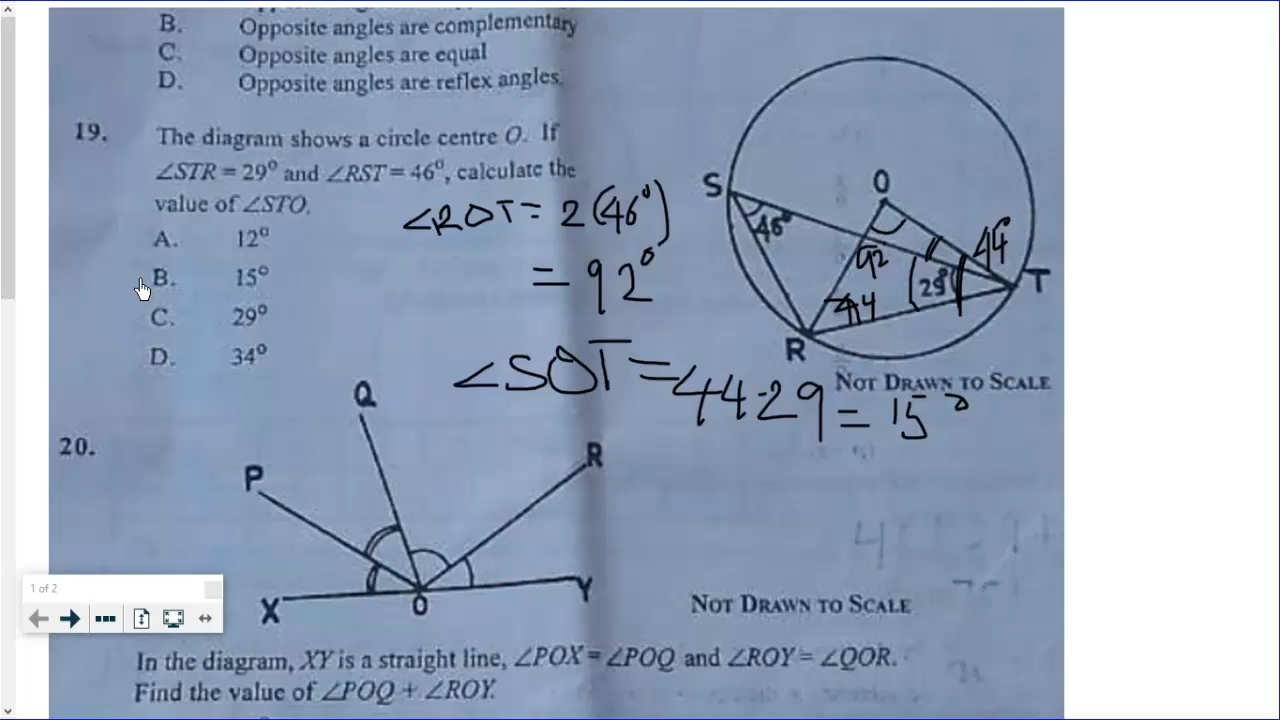 B. Opposite angles are complementary
C. Opposite angles are equal
D. Opposite angles are reflex angles.
19. The diagram shows a circle centre O. If
∠STR = 29° and ∠RST = 46°, calculate the
value of ∠STO.
A. 12°
B. 15°
C. 29°
D. 34°
∠ROT = 2(46°)
= 92°
∠SOT = 44-29 = 15°
S
O
T
R
46°
92
44
44
29°
NOT DRAWN TO SCALE
20.
P
Q
R
X
O
Y
NOT DRAWN TO SCALE
In the diagram, XY is a straight line, ∠POX = ∠POQ and ∠ROY = ∠QOR.
Find the value of ∠POQ + ∠ROY.
1 of 2